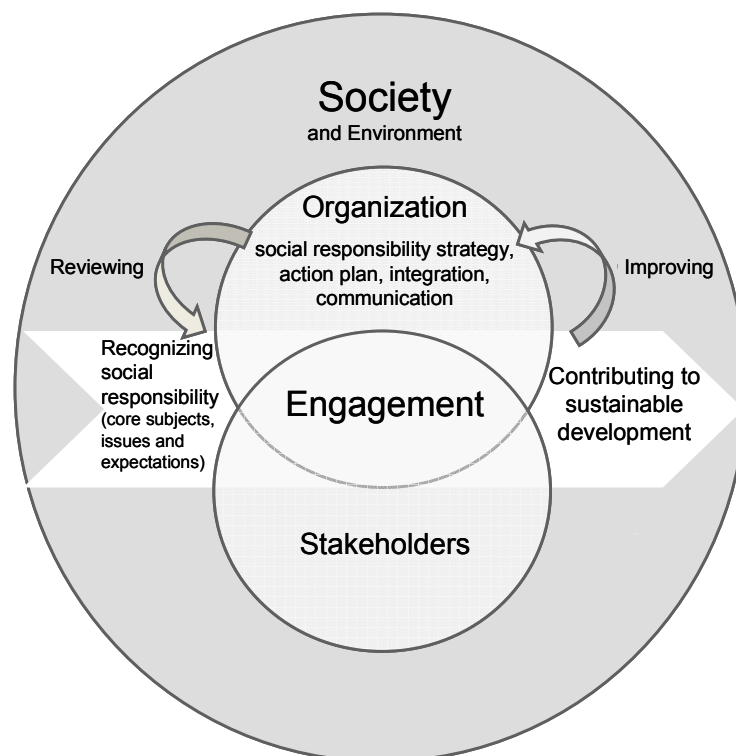 Society
and Environment
Organization
social responsibility strategy,
action plan, integration,
communication
Reviewing
Improving
Recognizing
social
responsibility
(core subjects,
issues and
expectations)
Engagement
Contributing to
sustainable
development
Stakeholders